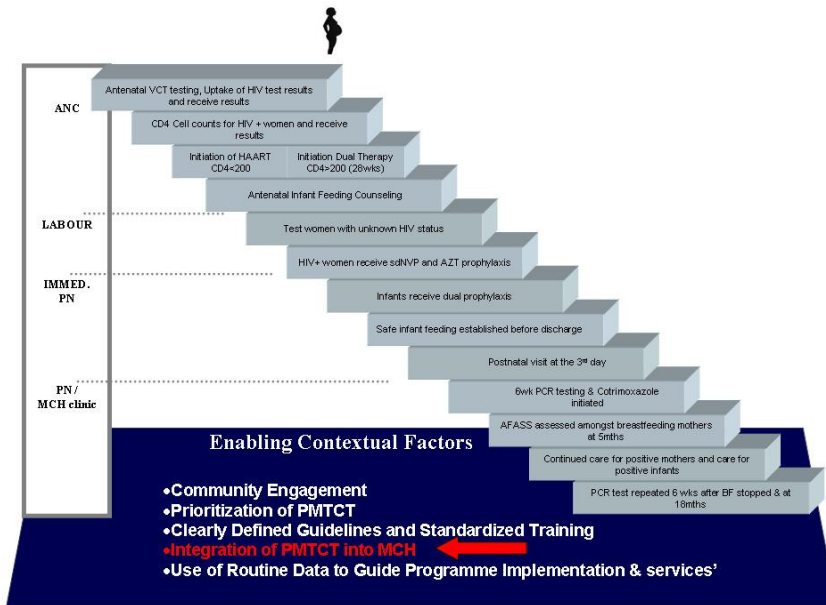 ANC
Antenatal VCT testing, Uptake of HIV test results
and receive results
CD4 Cell counts for HIV + women and receive
results
Initiation of HAART
CD4<200
Initiation Dual Therapy
CD4>200 (28wks)
Antenatal Infant Feeding Counseling
LABOUR
Test women with unknown HIV status
HIV+ women receive sdNVP and AZT prophylaxis
IMMED.
PN
Infants receive dual prophylaxis
Safe infant feeding established before discharge
Postnatal visit at the 3rd day
PN /
MCH clinic
6wk PCR testing & Cotrimoxazole
initiated
AFASS assessed amongst breastfeeding mothers
at 5mths
Continued care for positive mothers and care for
positive infants
PCR test repeated 6 wks after BF stopped & at
18mths
Enabling Contextual Factors
•Community Engagement
•Prioritization of PMTCT
•Clearly Defined Guidelines and Standardized Training
•Integration of PMTCT into MCH
•Use of Routine Data to Guide Programme Implementation & services’